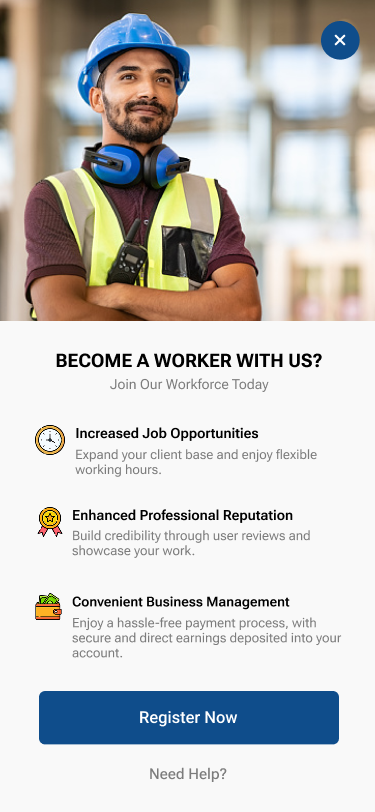 BECOME A WORKER WITH US?
Join Our Workforce Today
Increased Job Opportunities
Expand your client base and enjoy flexible
working hours.
Enhanced Professional Reputation
Build credibility through user reviews and
showcase your work.
Convenient Business Management
Enjoy a hassle-free payment process, with
secure and direct earnings deposited into your
account.
Register Now
Need Help?